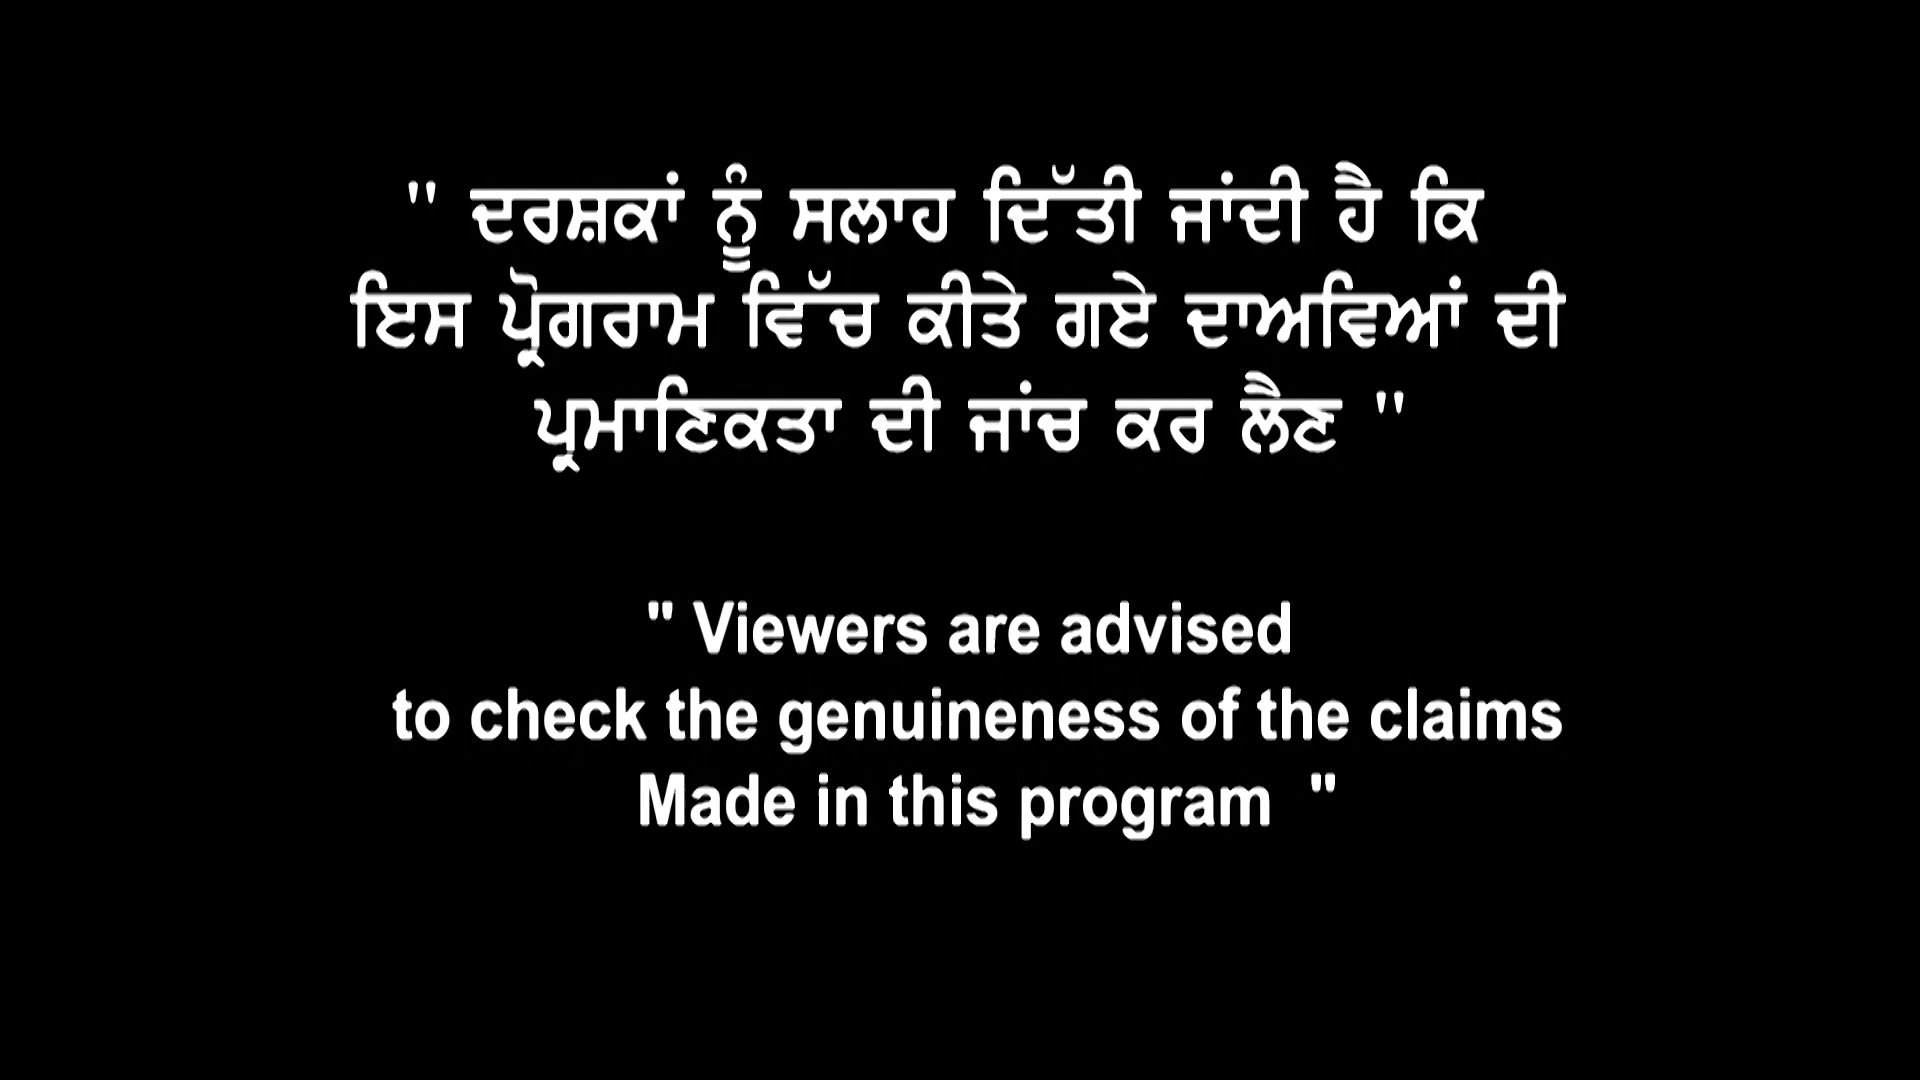 " ਦਰਸ਼ਕਾਂ ਨੂੰ ਸਲਾਹ ਦਿੱਤੀ ਜਾਂਦੀ ਹੈ ਕਿ
ਇਸ ਪ੍ਰੋਗਰਾਮ ਵਿੱਚ ਕੀਤੇ ਗਏ ਦਾਅਵਿਆਂ ਦੀ
ਪ੍ਰਮਾਣਿਕਤਾ ਦੀ ਜਾਂਚ ਕਰ ਲੈਣ "
" Viewers are advised
to check the genuineness of the claims
Made in this program "